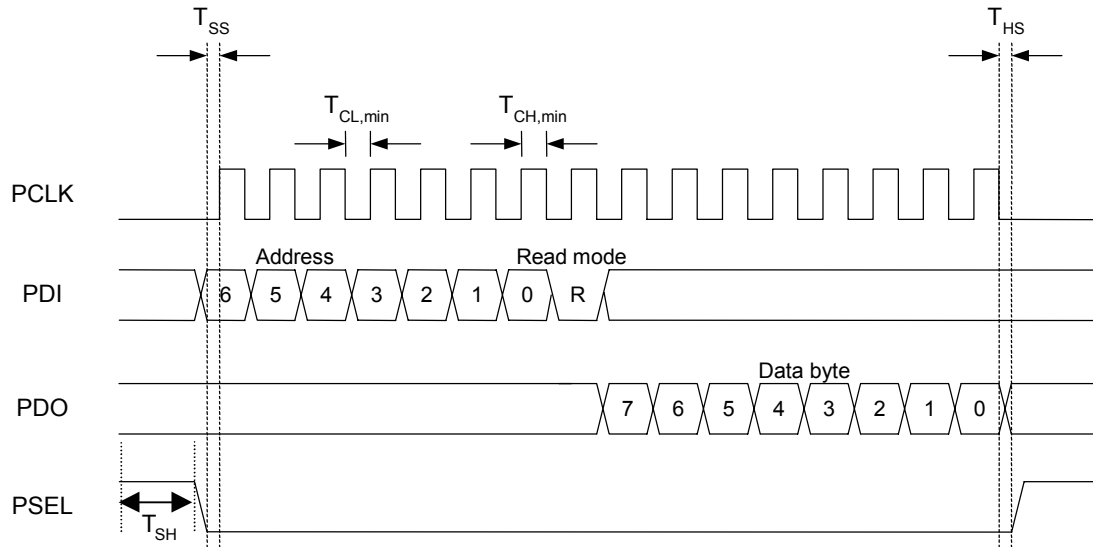 T_SS T_HS
T_CL,min T_CH,min
PCLK
Address Read mode
PDI 6 5 4 3 2 1 0 R
Data byte
PDO 7 6 5 4 3 2 1 0
PSEL
T_SH